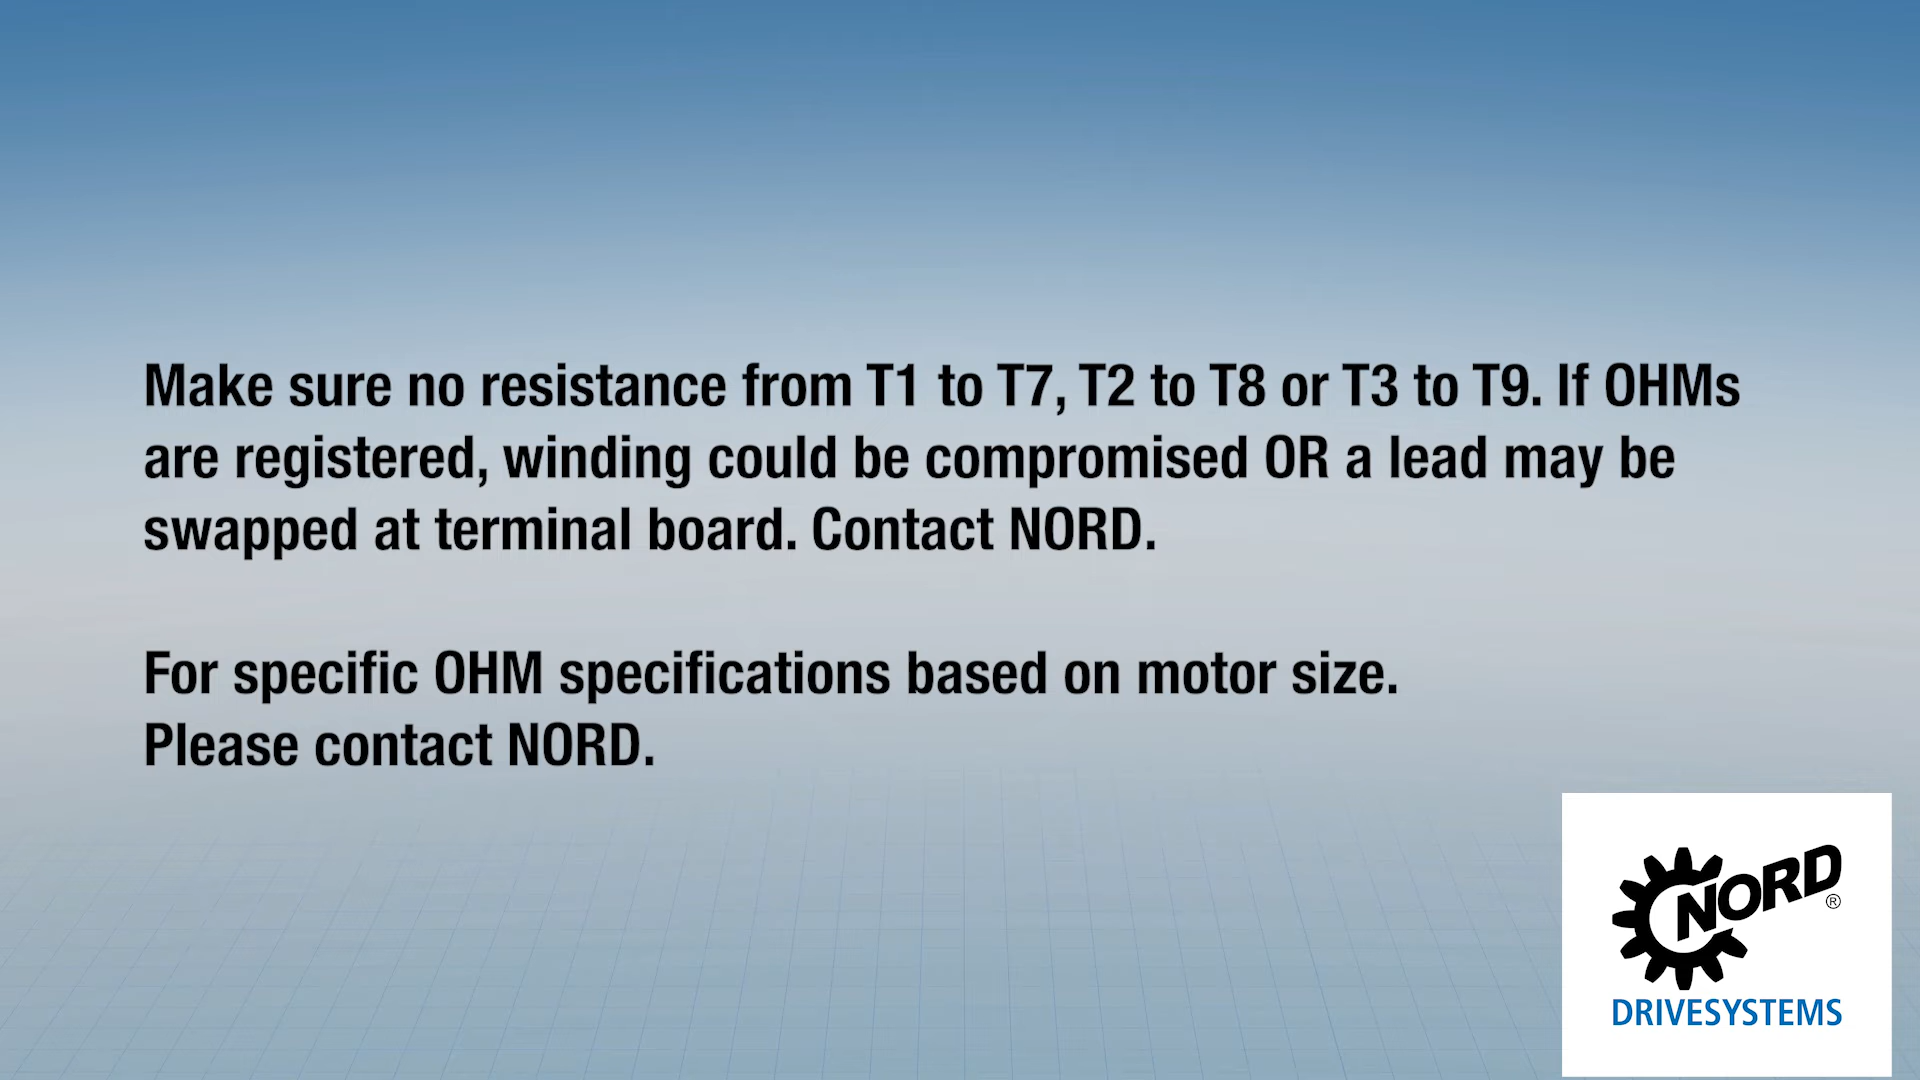 Make sure no resistance from T1 to T7, T2 to T8 or T3 to T9. If OHMs
are registered, winding could be compromised OR a lead may be
swapped at terminal board. Contact NORD.
For specific OHM specifications based on motor size.
Please contact NORD.
NORD®
DRIVESYSTEMS